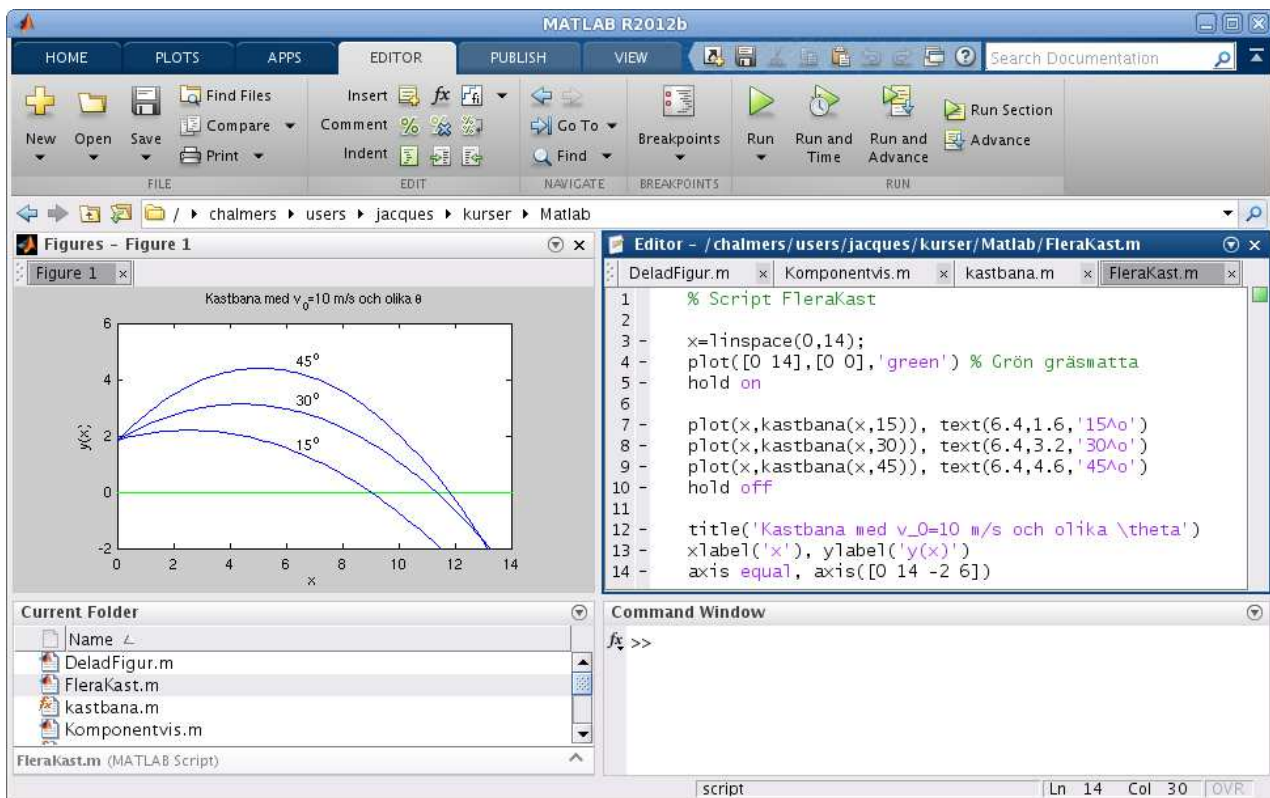 MATLAB R2012b
HOME PLOTS APPS EDITOR PUBLISH VIEW Search Documentation
New Open Save
Find Files
Compare
Print
FILE
Insert fx
Comment
Indent
EDIT
Go To
Find
NAVIGATE
Breakpoints
BREAKPOINTS
Run Run and Time Run and Advance
Run Section
Advance
RUN
/ chalmers users jacques kurser Matlab
Figures - Figure 1
Figure 1
Kastbana med v_0=10 m/s och olika θ
6
4
2
0
-2
y(x)
45°
30°
15°
0 2 4 6 8 10 12 14
x
Editor - /chalmers/users/jacques/kurser/Matlab/FleraKast.m
DeladFigur.m Komponentvis.m kastbana.m FleraKast.m
1 % Script FleraKast
2
3 - x=linspace(0,14);
4 - plot([0 14],[0 0],'green') % Grön gräsmatta
5 - hold on
6
7 - plot(x,kastbana(x,15)), text(6.4,1.6,'15^o')
8 - plot(x,kastbana(x,30)), text(6.4,3.2,'30^o')
9 - plot(x,kastbana(x,45)), text(6.4,4.6,'45^o')
10 - hold off
11
12 - title('Kastbana med v_0=10 m/s och olika \theta')
13 - xlabel('x'), ylabel('y(x)')
14 - axis equal, axis([0 14 -2 6])
Current Folder
Name
DeladFigur.m
FleraKast.m
kastbana.m
Komponentvis.m
FleraKast.m (MATLAB Script)
Command Window
fx >>
script Ln 14 Col 30 OVR